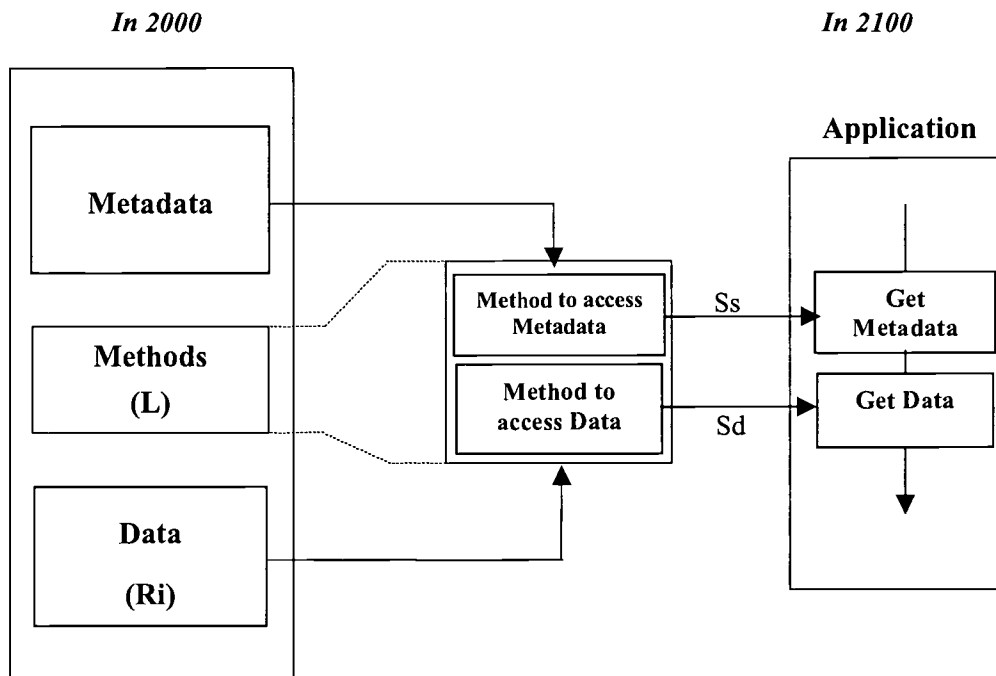 In 2000
In 2100
Application
Metadata
Methods
(L)
Data
(Ri)
Method to access
Metadata
Method to
access Data
Ss
Sd
Get
Metadata
Get Data